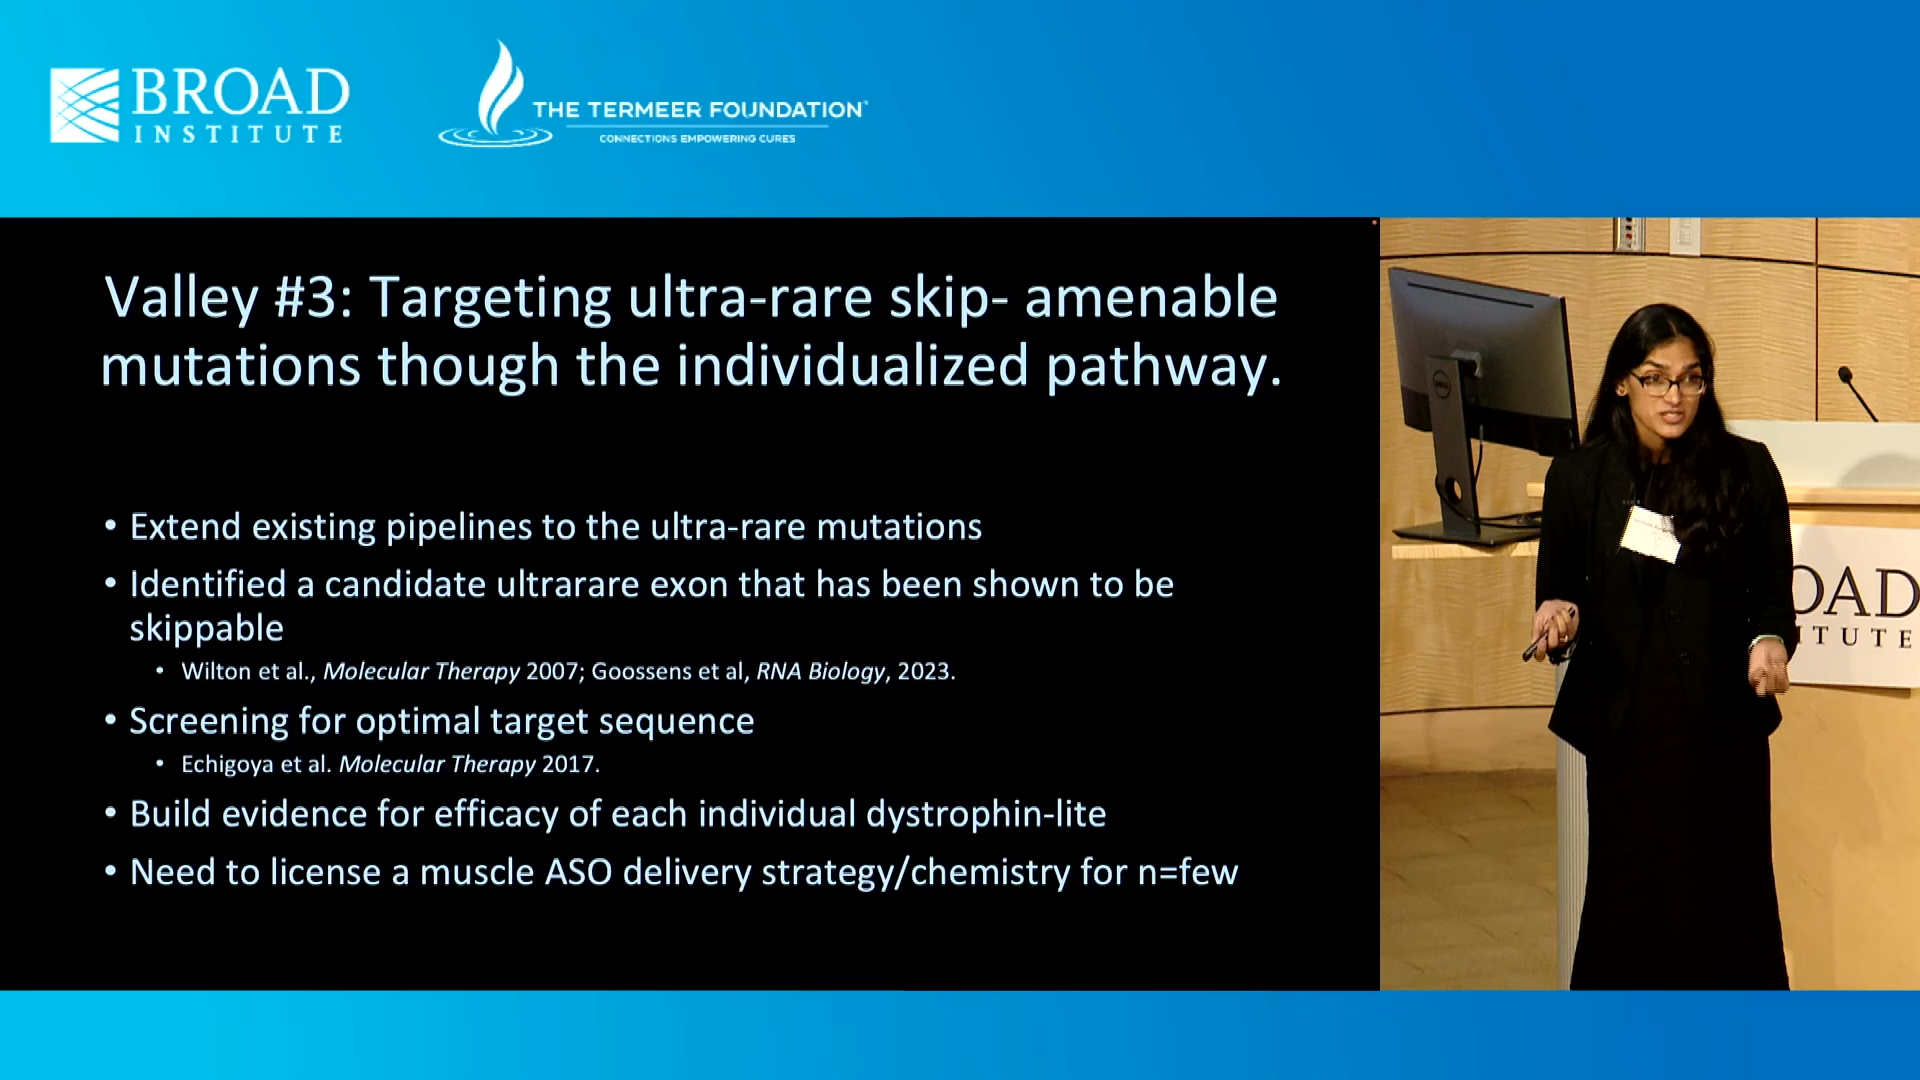 BROAD
INSTITUTE
THE TERMEER FOUNDATION
CONNECTIONS EMPOWERING CURES
Valley #3: Targeting ultra-rare skip- amenable
mutations though the individualized pathway.
• Extend existing pipelines to the ultra-rare mutations
• Identified a candidate ultrarare exon that has been shown to be
skippable
• Wilton et al., Molecular Therapy 2007; Goossens et al, RNA Biology, 2023.
• Screening for optimal target sequence
• Echigoya et al. Molecular Therapy 2017.
• Build evidence for efficacy of each individual dystrophin-lite
• Need to license a muscle ASO delivery strategy/chemistry for n=few
DELL
OAD
ITUTE